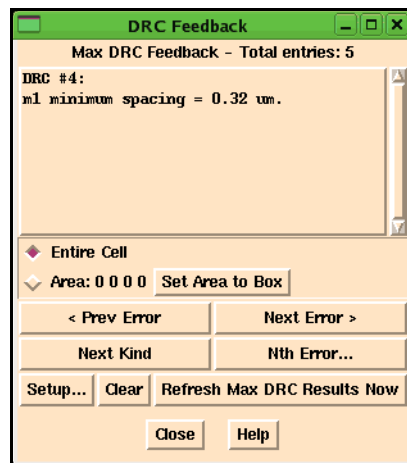 DRC Feedback
Max DRC Feedback - Total entries: 5
DRC #4:
m1 minimum spacing = 0.32 um.
Entire Cell
Area: 0 0 0 0 Set Area to Box
< Prev Error Next Error >
Next Kind Nth Error...
Setup... Clear Refresh Max DRC Results Now
Close Help